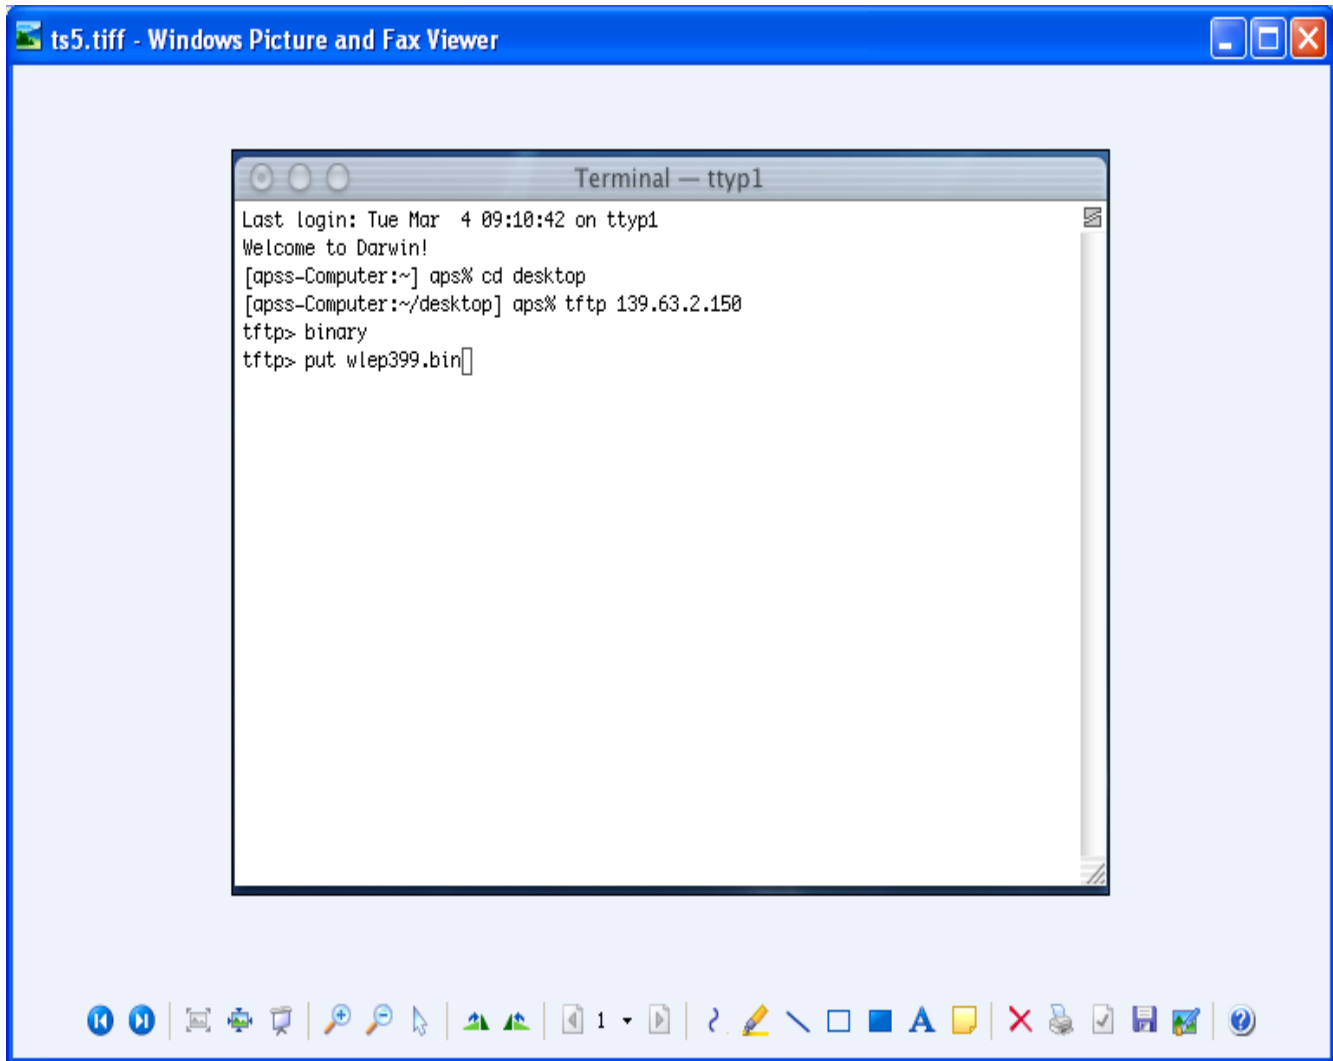 ts5.tiff - Windows Picture and Fax Viewer
Terminal — ttyp1
Last login: Tue Mar  4 09:10:42 on ttyp1
Welcome to Darwin!
[apss-Computer:~] aps% cd desktop
[apss-Computer:~/desktop] aps% tftp 139.63.2.150
tftp> binary
tftp> put wlep399.bin
1